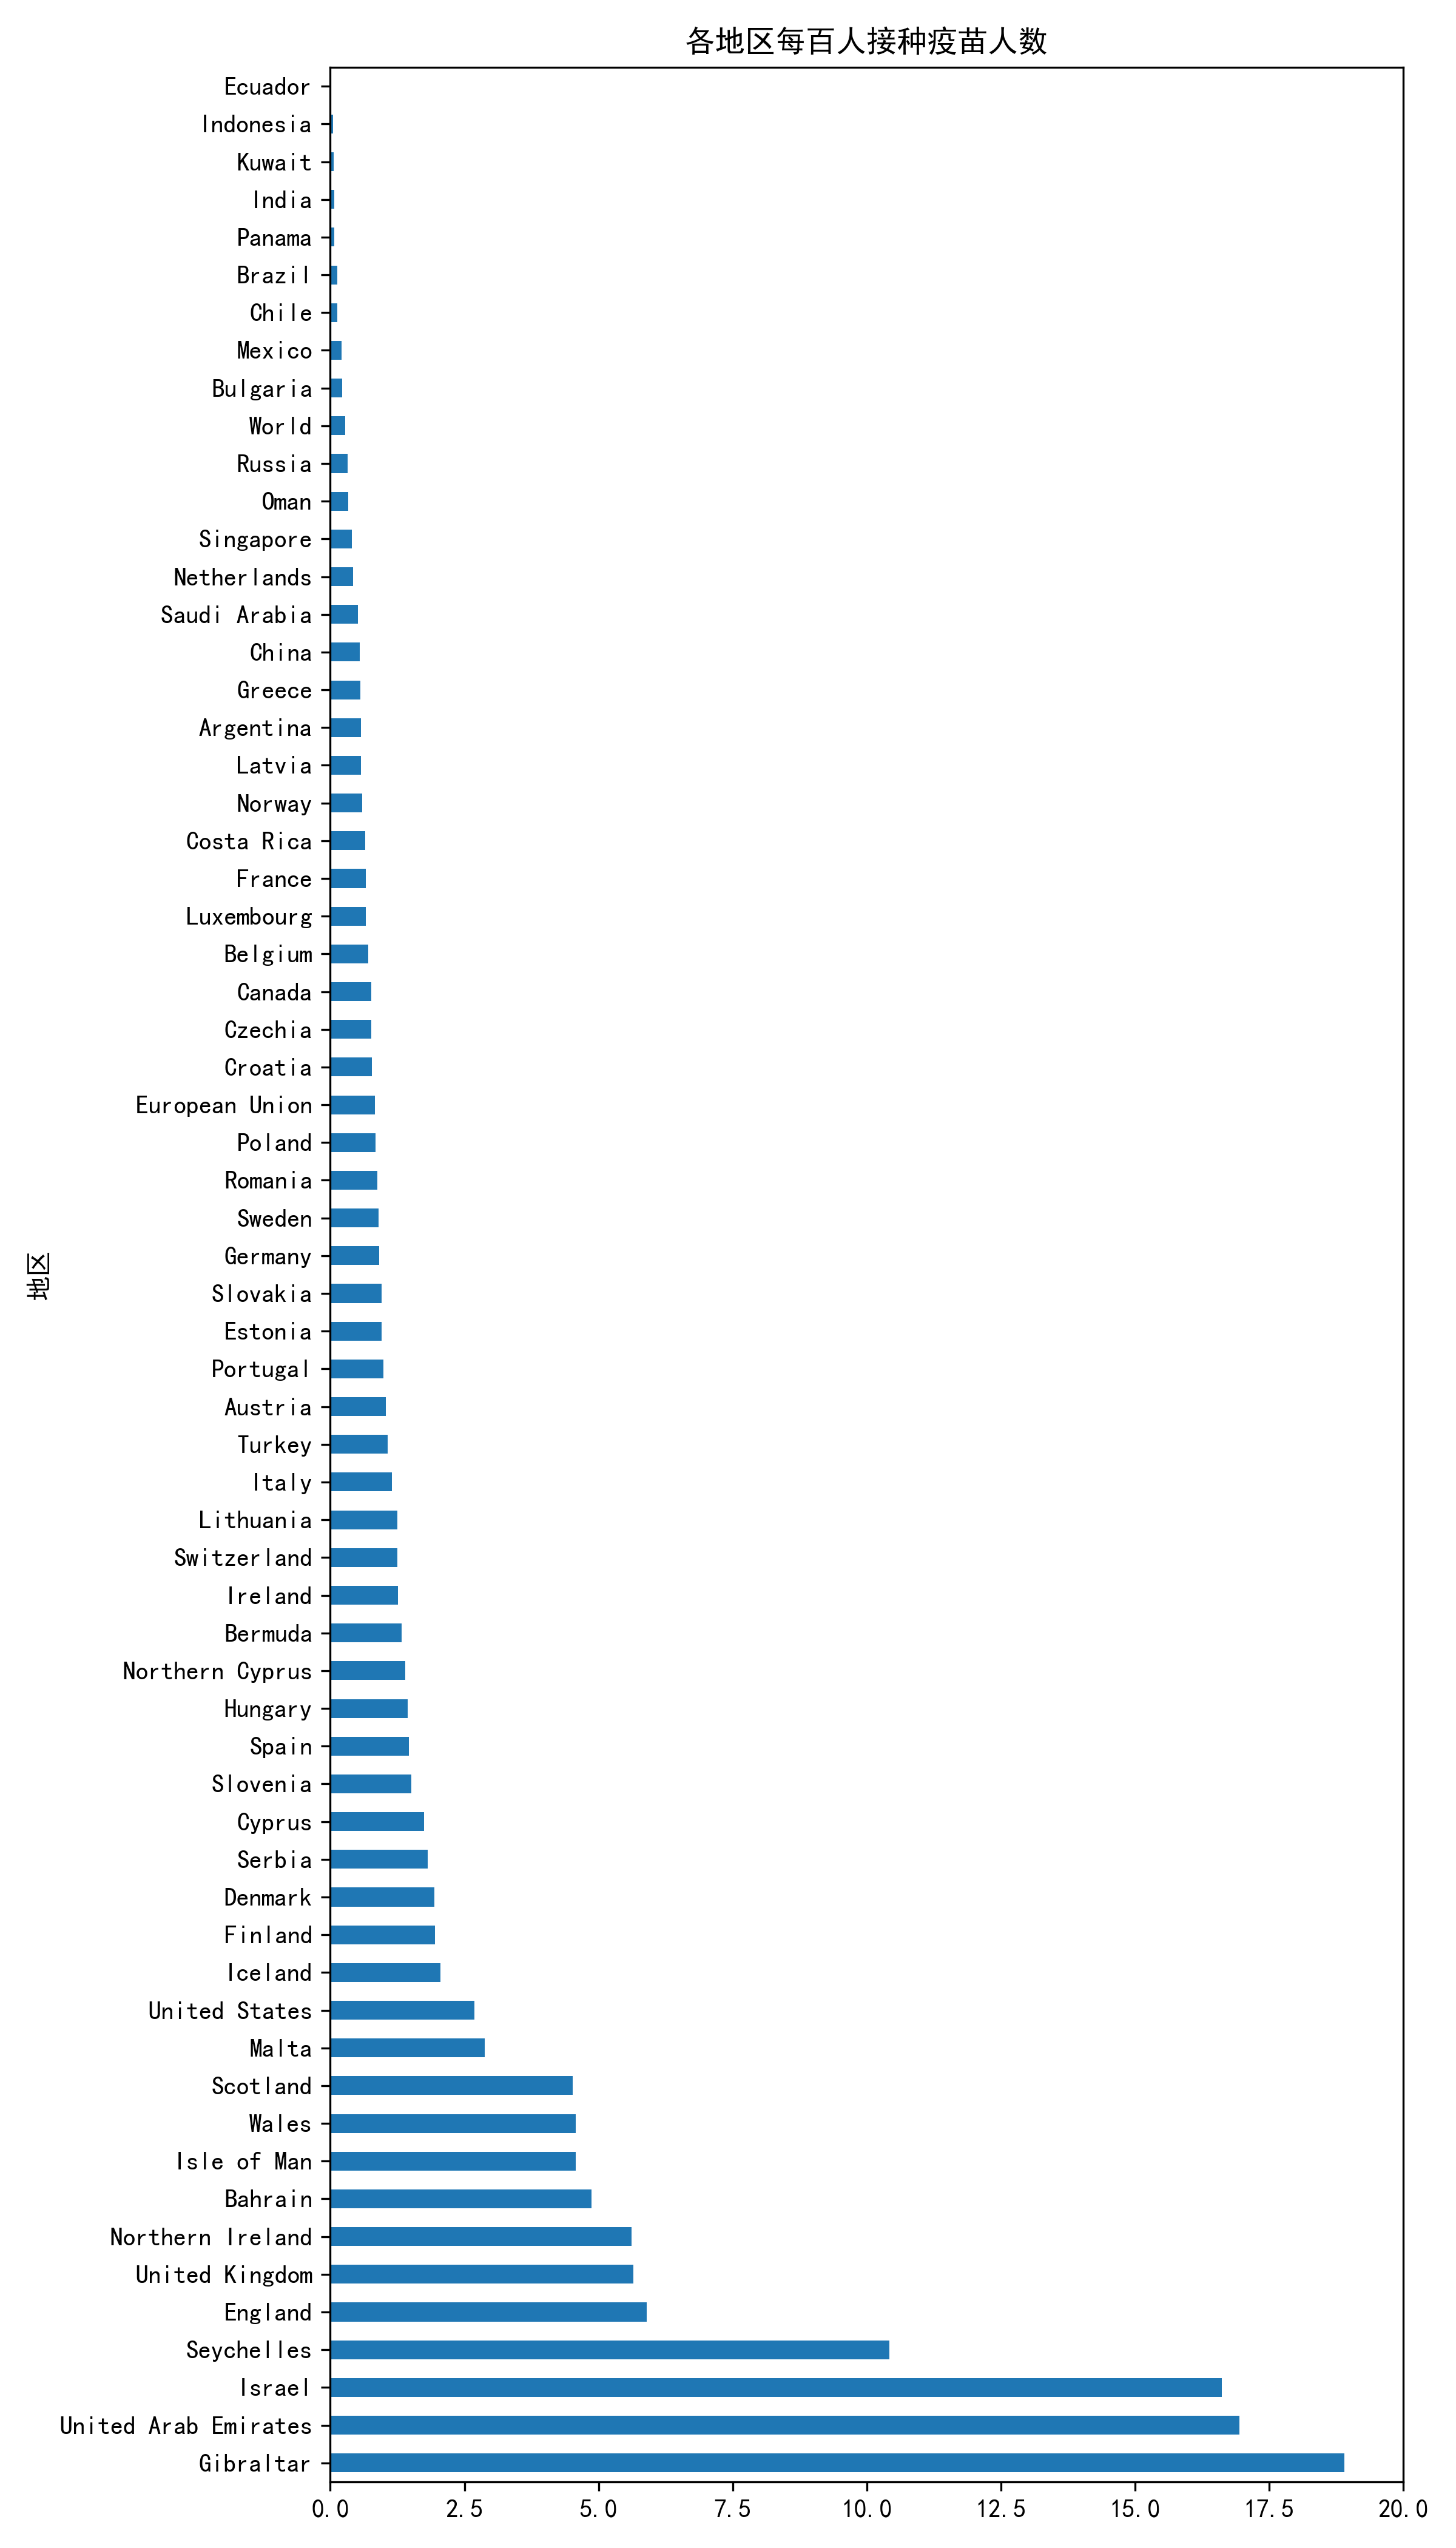 各地区每百人接种疫苗人数
Ecuador
Indonesia
Kuwait
India
Panama
Brazil
Chile
Mexico
Bulgaria
World
Russia
Oman
Singapore
Netherlands
Saudi Arabia
China
Greece
Argentina
Latvia
Norway
Costa Rica
France
Luxembourg
Belgium
Canada
Czechia
Croatia
European Union
Poland
Romania
Sweden
Germany
地区
Slovakia
Estonia
Portugal
Austria
Turkey
Italy
Lithuania
Switzerland
Ireland
Bermuda
Northern Cyprus
Hungary
Spain
Slovenia
Cyprus
Serbia
Denmark
Finland
Iceland
United States
Malta
Scotland
Wales
Isle of Man
Bahrain
Northern Ireland
United Kingdom
England
Seychelles
Israel
United Arab Emirates
Gibraltar
0.0 2.5 5.0 7.5 10.0 12.5 15.0 17.5 20.0